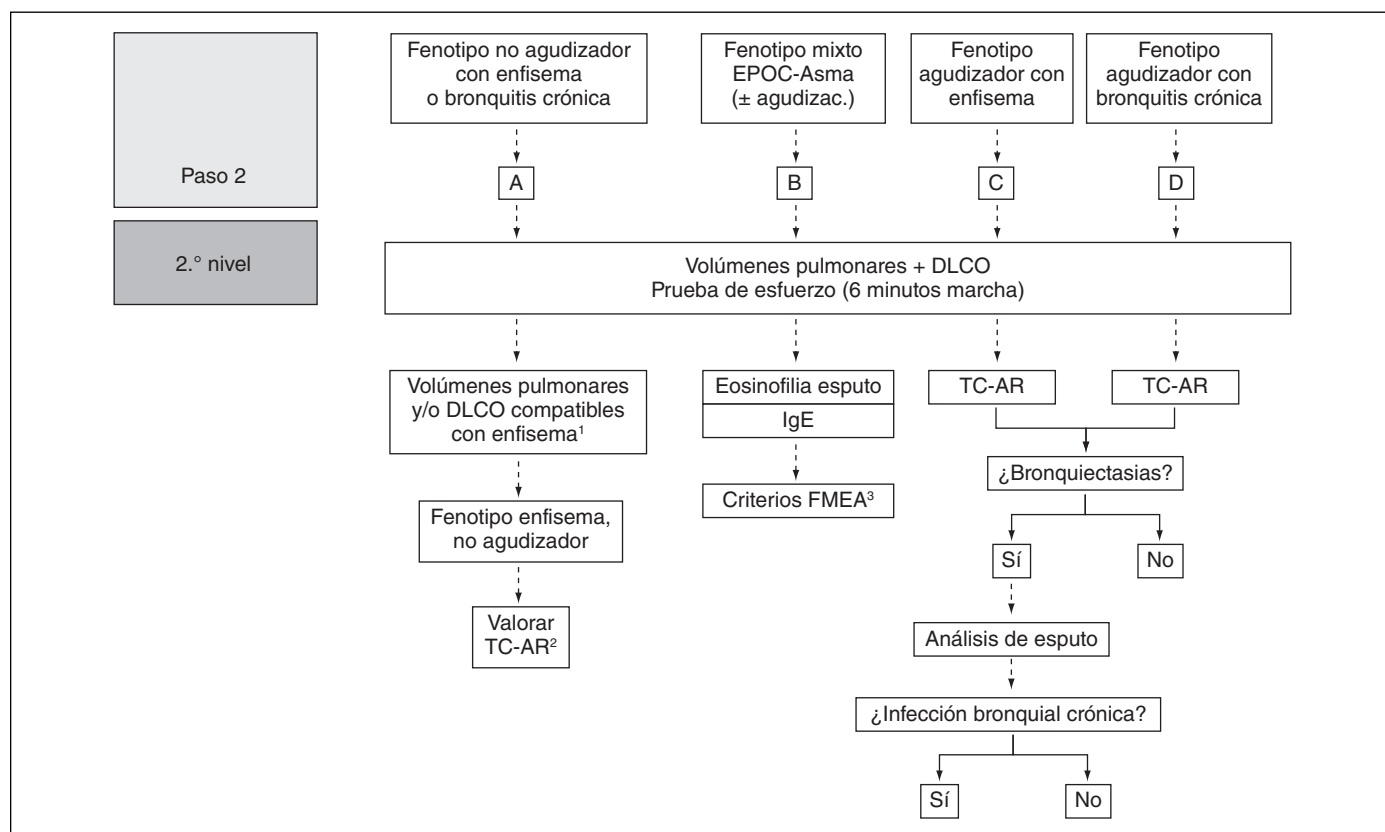 Paso 2
2.° nivel
Fenotipo no agudizador
con enfisema
o bronquitis crónica
Fenotipo mixto
EPOC-Asma
(± agudizac.)
Fenotipo
agudizador con
enfisema
Fenotipo
agudizador con
bronquitis crónica
A
B
C
D
Volúmenes pulmonares + DLCO
Prueba de esfuerzo (6 minutos marcha)
Volúmenes pulmonares
y/o DLCO compatibles
con enfisema¹
Fenotipo enfisema,
no agudizador
Valorar
TC-AR²
Eosinofilia esputo
IgE
Criterios FMEA³
TC-AR
TC-AR
¿Bronquiectasias?
Sí
No
Análisis de esputo
¿Infección bronquial crónica?
Sí
No